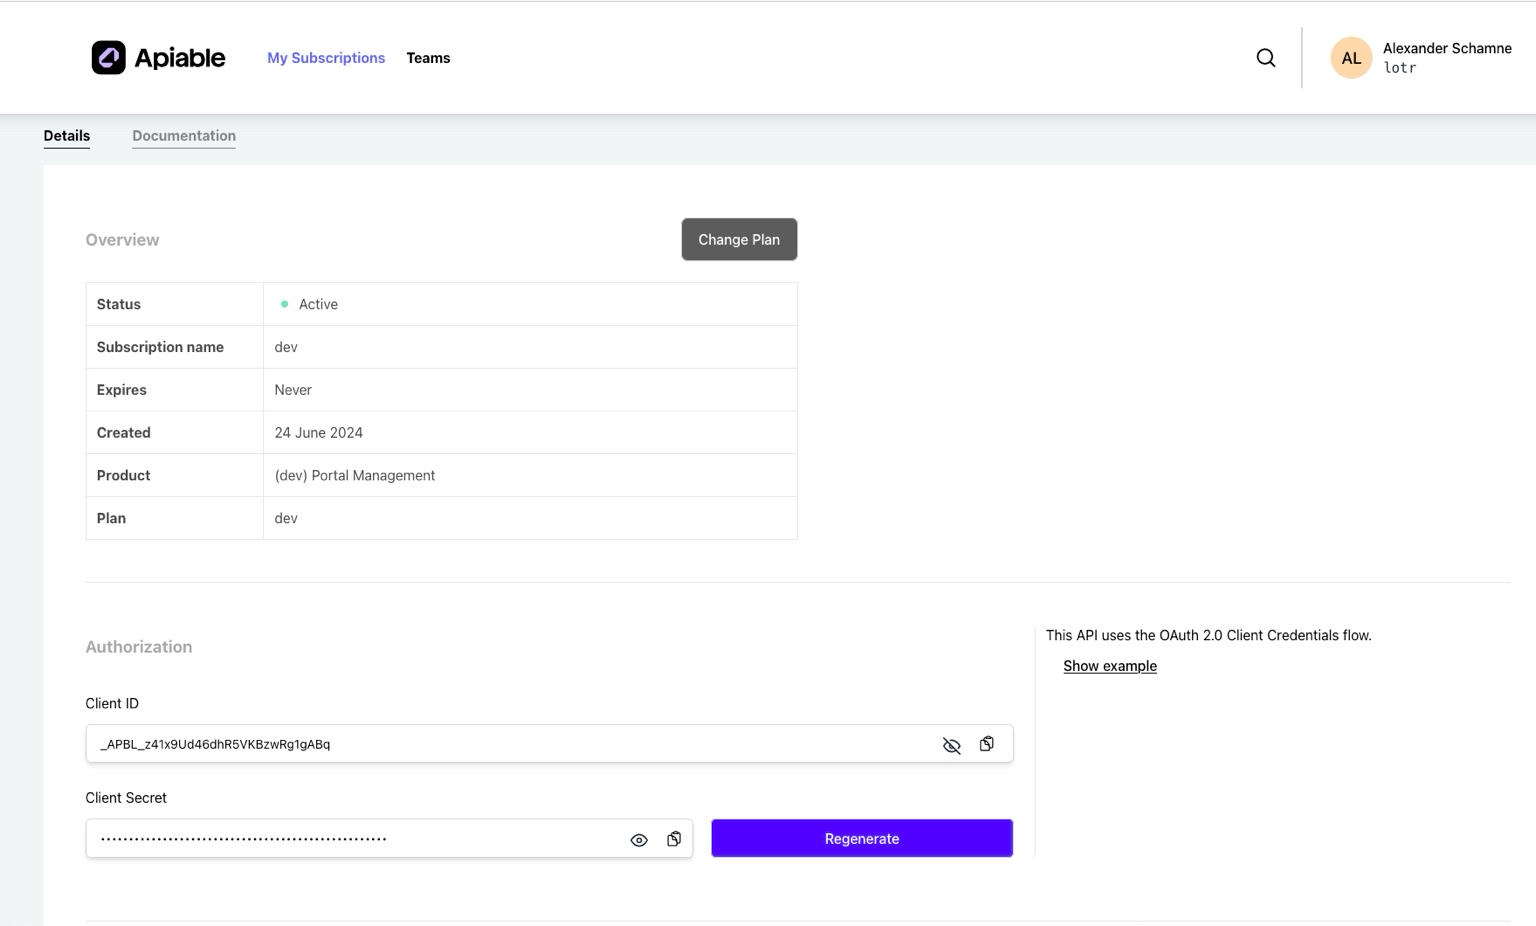 Apiable My Subscriptions Teams
AL Alexander Schamne
lotr
Details Documentation
Overview Change Plan
Status Active
Subscription name dev
Expires Never
Created 24 June 2024
Product (dev) Portal Management
Plan dev
Authorization
This API uses the OAuth 2.0 Client Credentials flow.
Show example
Client ID
_APBL_z41x9Ud46dhR5VKBzwRg1gABq
Client Secret
Regenerate